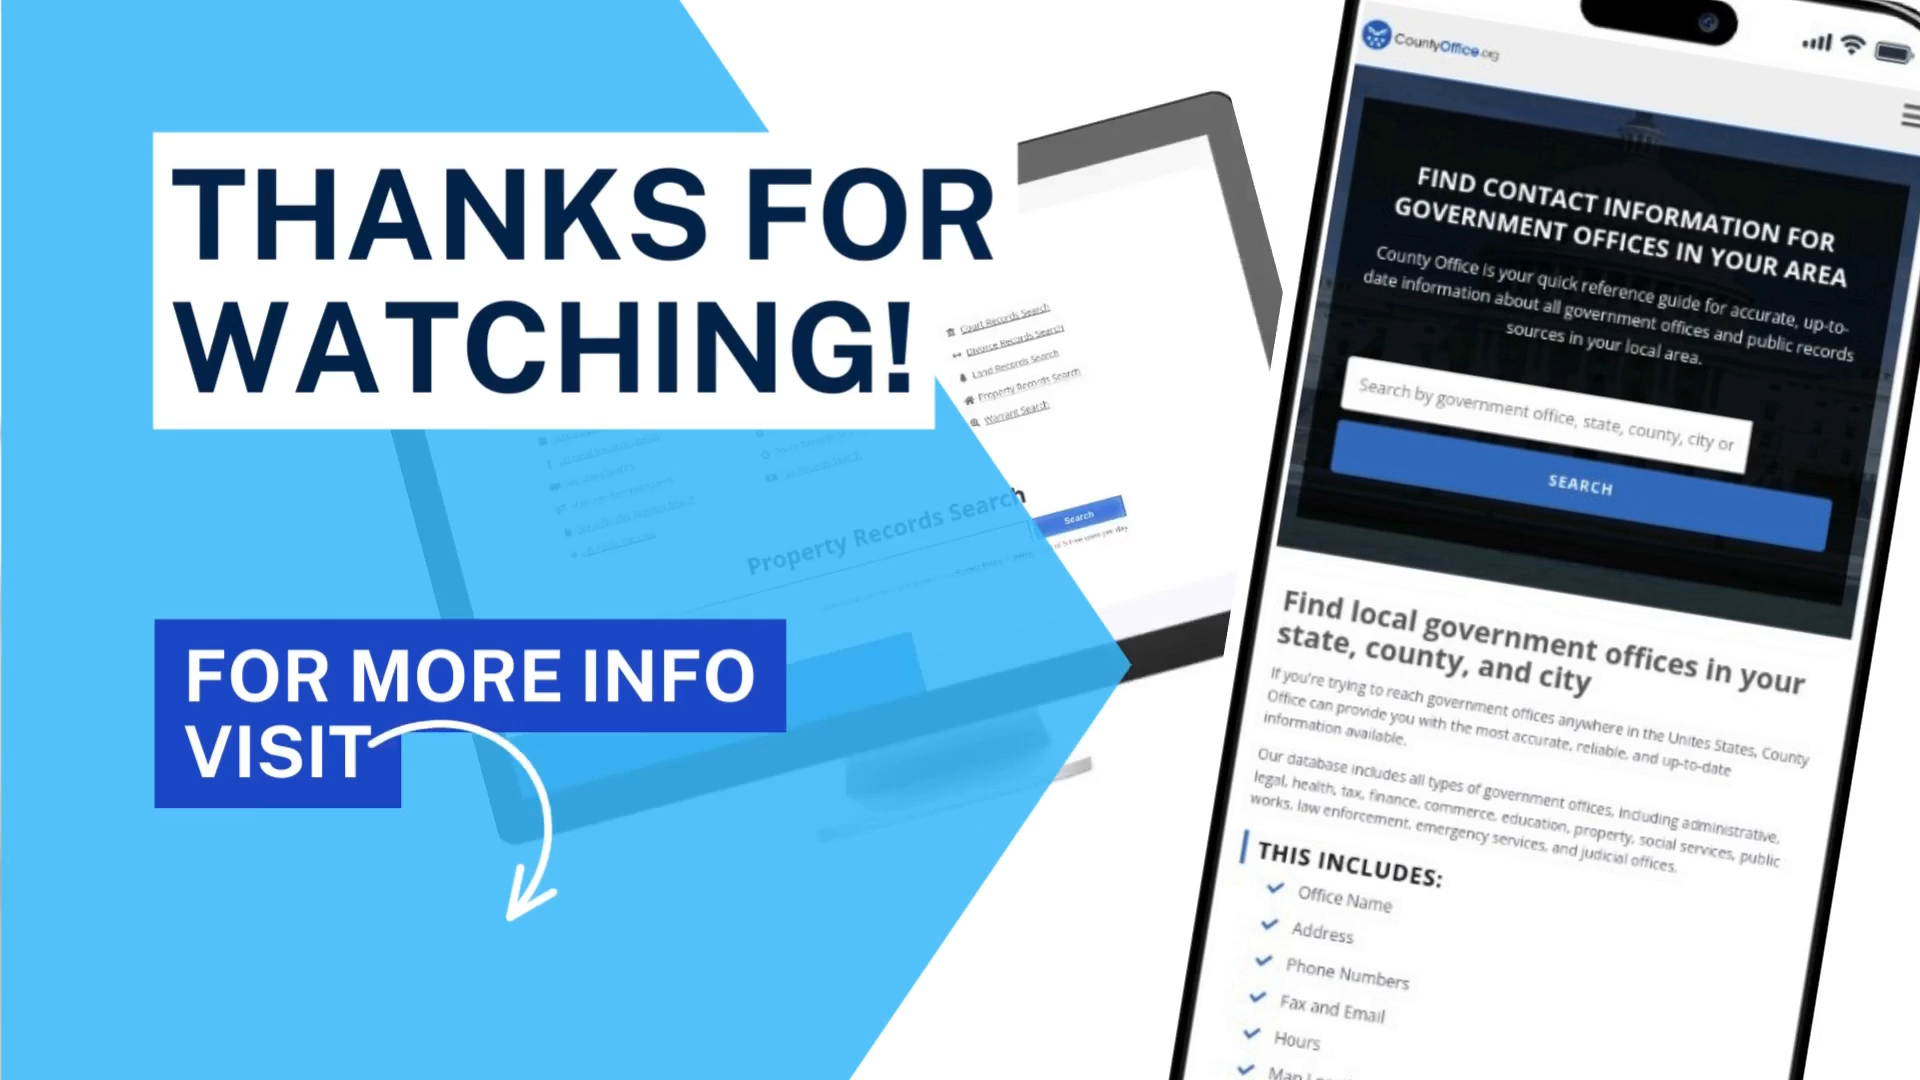 THANKS FOR
WATCHING!
FOR MORE INFO
VISIT
Court Records Search
Divorce Records Search
Land Records Search
Property Records Search
Warrant Search
Property Records Search
Search
of 5 free uses per day
CountyOffice.org
FIND CONTACT INFORMATION FOR
GOVERNMENT OFFICES IN YOUR AREA
County Office is your quick reference guide for accurate, up-to-
date information about all government offices and public records
sources in your local area.
Search by government office, state, county, city or
SEARCH
Find local government offices in your
state, county, and city
If you're trying to reach government offices anywhere in the Unites States, County
Office can provide you with the most accurate, reliable, and up-to-date
information available.
Our database includes all types of government offices, including administrative,
legal, health, tax, finance, commerce, education, property, social services, public
works, law enforcement, emergency services, and judicial offices.
THIS INCLUDES:
Office Name
Address
Phone Numbers
Fax and Email
Hours
Map